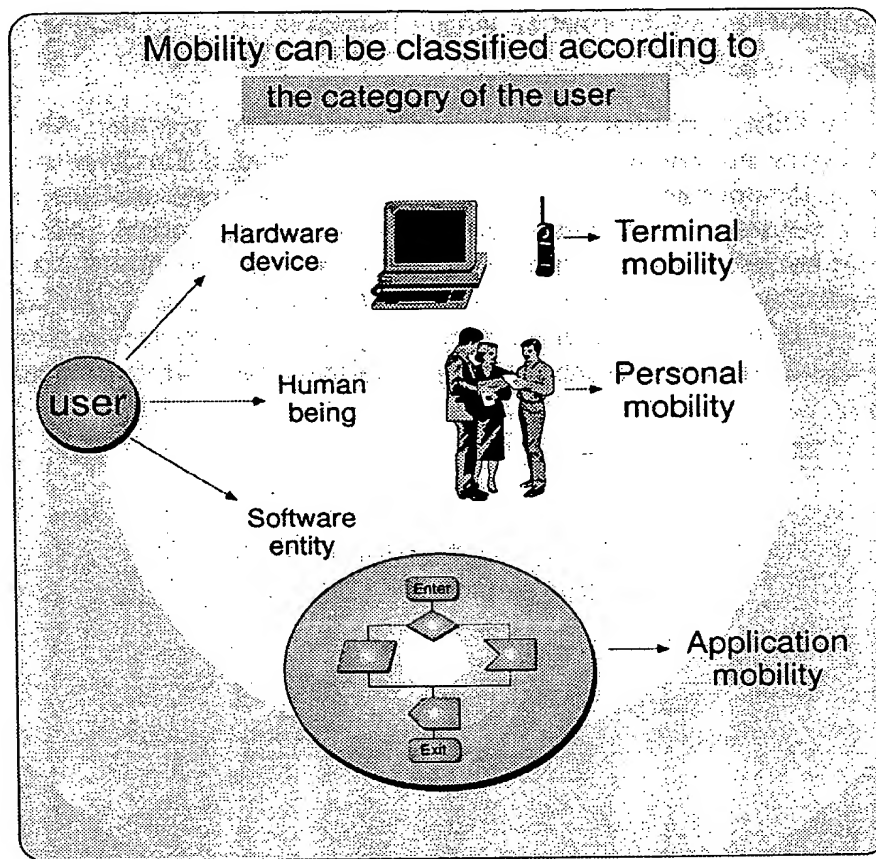 Mobility can be classified according to
the category of the user
Hardware
device
Terminal
mobility
user
Human
being
Personal
mobility
Software
entity
Enter
Exit
Application
mobility